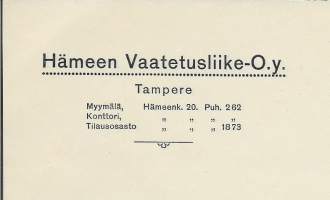 Hämeen Vaatetusliike-O.y.
Tampere
Myymälä, Hämeenk. 20. Puh. 262
Konttori, „ „ „ „
Tilausosasto „ „ „ 1873